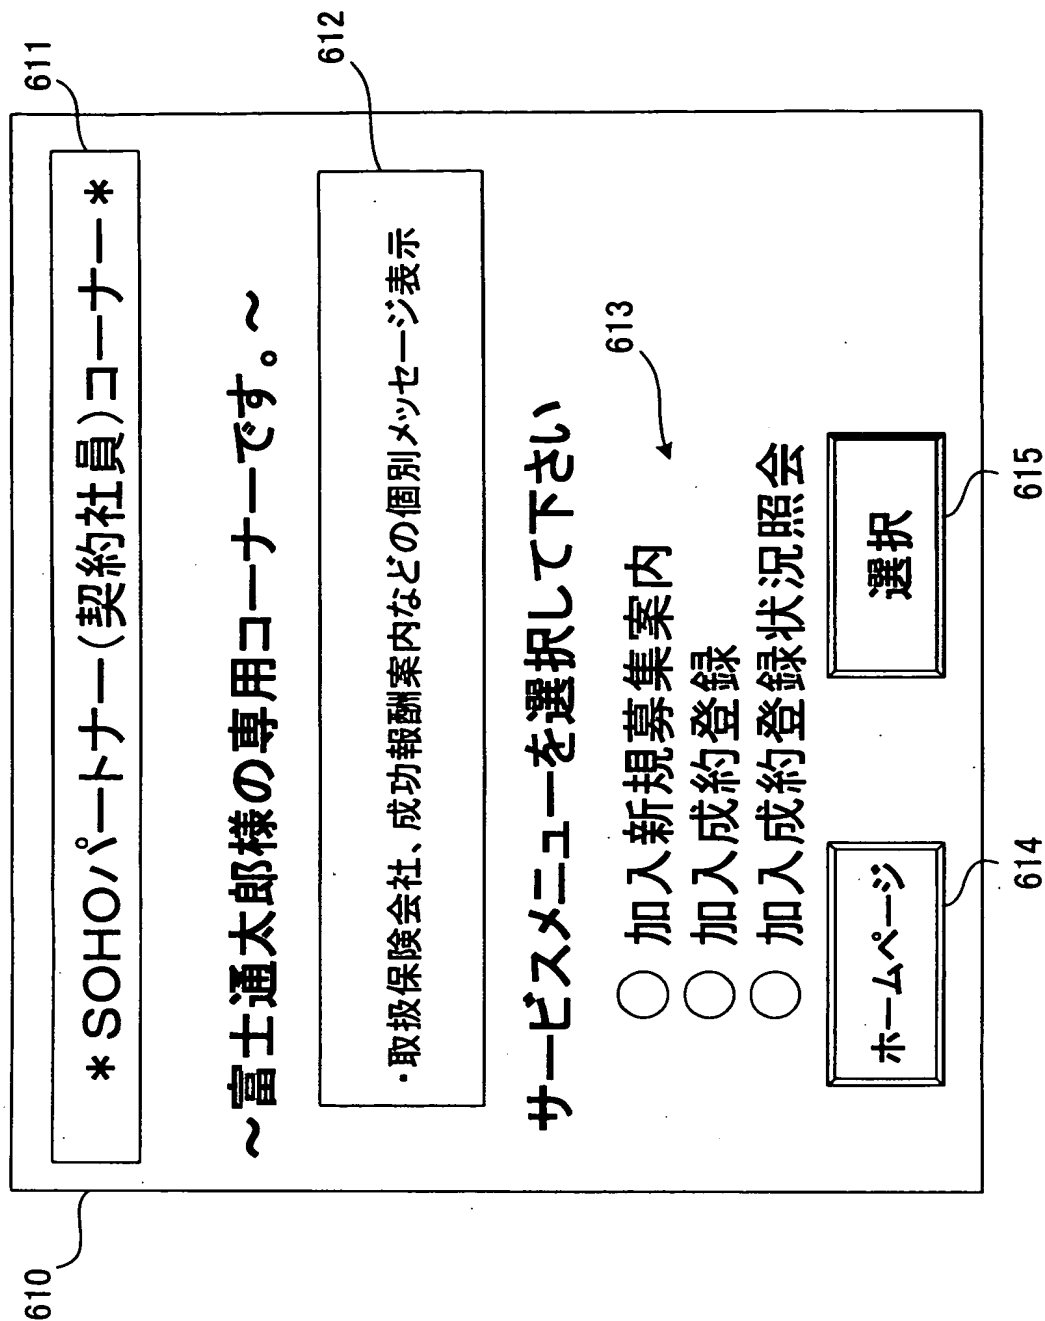 610
611
＊SOHOパートナー(契約社員)コーナー＊
～富士通太郎様の専用コーナーです。～
612
・取扱保険会社、成功報酬案内などの個別メッセージ表示
サービスメニューを選択して下さい
613
○ 加入新規募集案内
○ 加入成約登録
○ 加入成約登録状況照会
ホームページ
選択
614
615